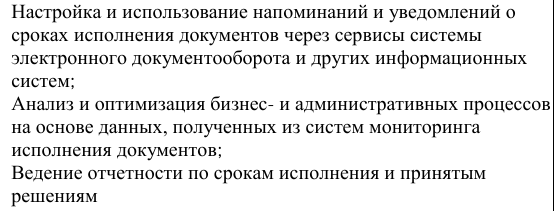 Настройка и использование напоминаний и уведомлений о
сроках исполнения документов через сервисы системы
электронного документооборота и других информационных
систем;
Анализ и оптимизация бизнес- и административных процессов
на основе данных, полученных из систем мониторинга
исполнения документов;
Ведение отчетности по срокам исполнения и принятым
решениям